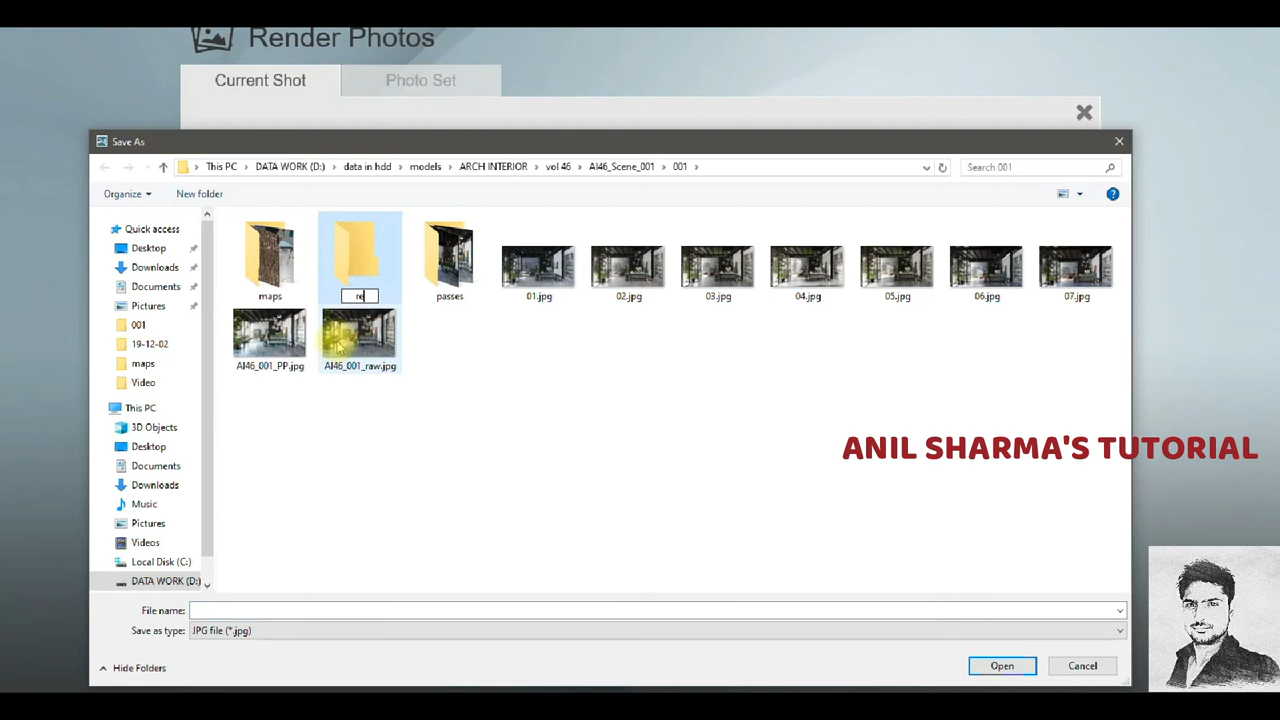 Render Photos
Current Shot
Photo Set
Save As
This PC > DATA WORK (D:) > data in hdd > models > ARCH INTERIOR > vol 46 > AI46_Scene_001 > 001 >
Search 001
Organize
New folder
Quick access
Desktop
Downloads
Documents
Pictures
001
19-12-02
maps
Video
This PC
3D Objects
Desktop
Documents
Downloads
Music
Pictures
Videos
Local Disk (C:)
DATA WORK (D:)
maps
re
passes
01.jpg
02.jpg
03.jpg
04.jpg
05.jpg
06.jpg
07.jpg
AI46_001_PP.jpg
AI46_001_raw.jpg
ANIL SHARMA'S TUTORIAL
File name:
Save as type:
JPG file (*.jpg)
Hide Folders
Open
Cancel